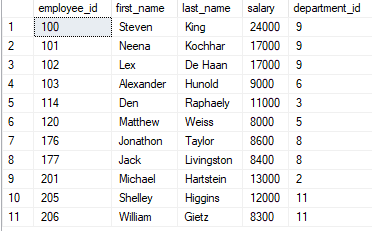 employee_id first_name last_name salary department_id
1 100 Steven King 24000 9
2 101 Neena Kochhar 17000 9
3 102 Lex De Haan 17000 9
4 103 Alexander Hunold 9000 6
5 114 Den Raphaely 11000 3
6 120 Matthew Weiss 8000 5
7 176 Jonathon Taylor 8600 8
8 177 Jack Livingston 8400 8
9 201 Michael Hartstein 13000 2
10 205 Shelley Higgins 12000 11
11 206 William Gietz 8300 11